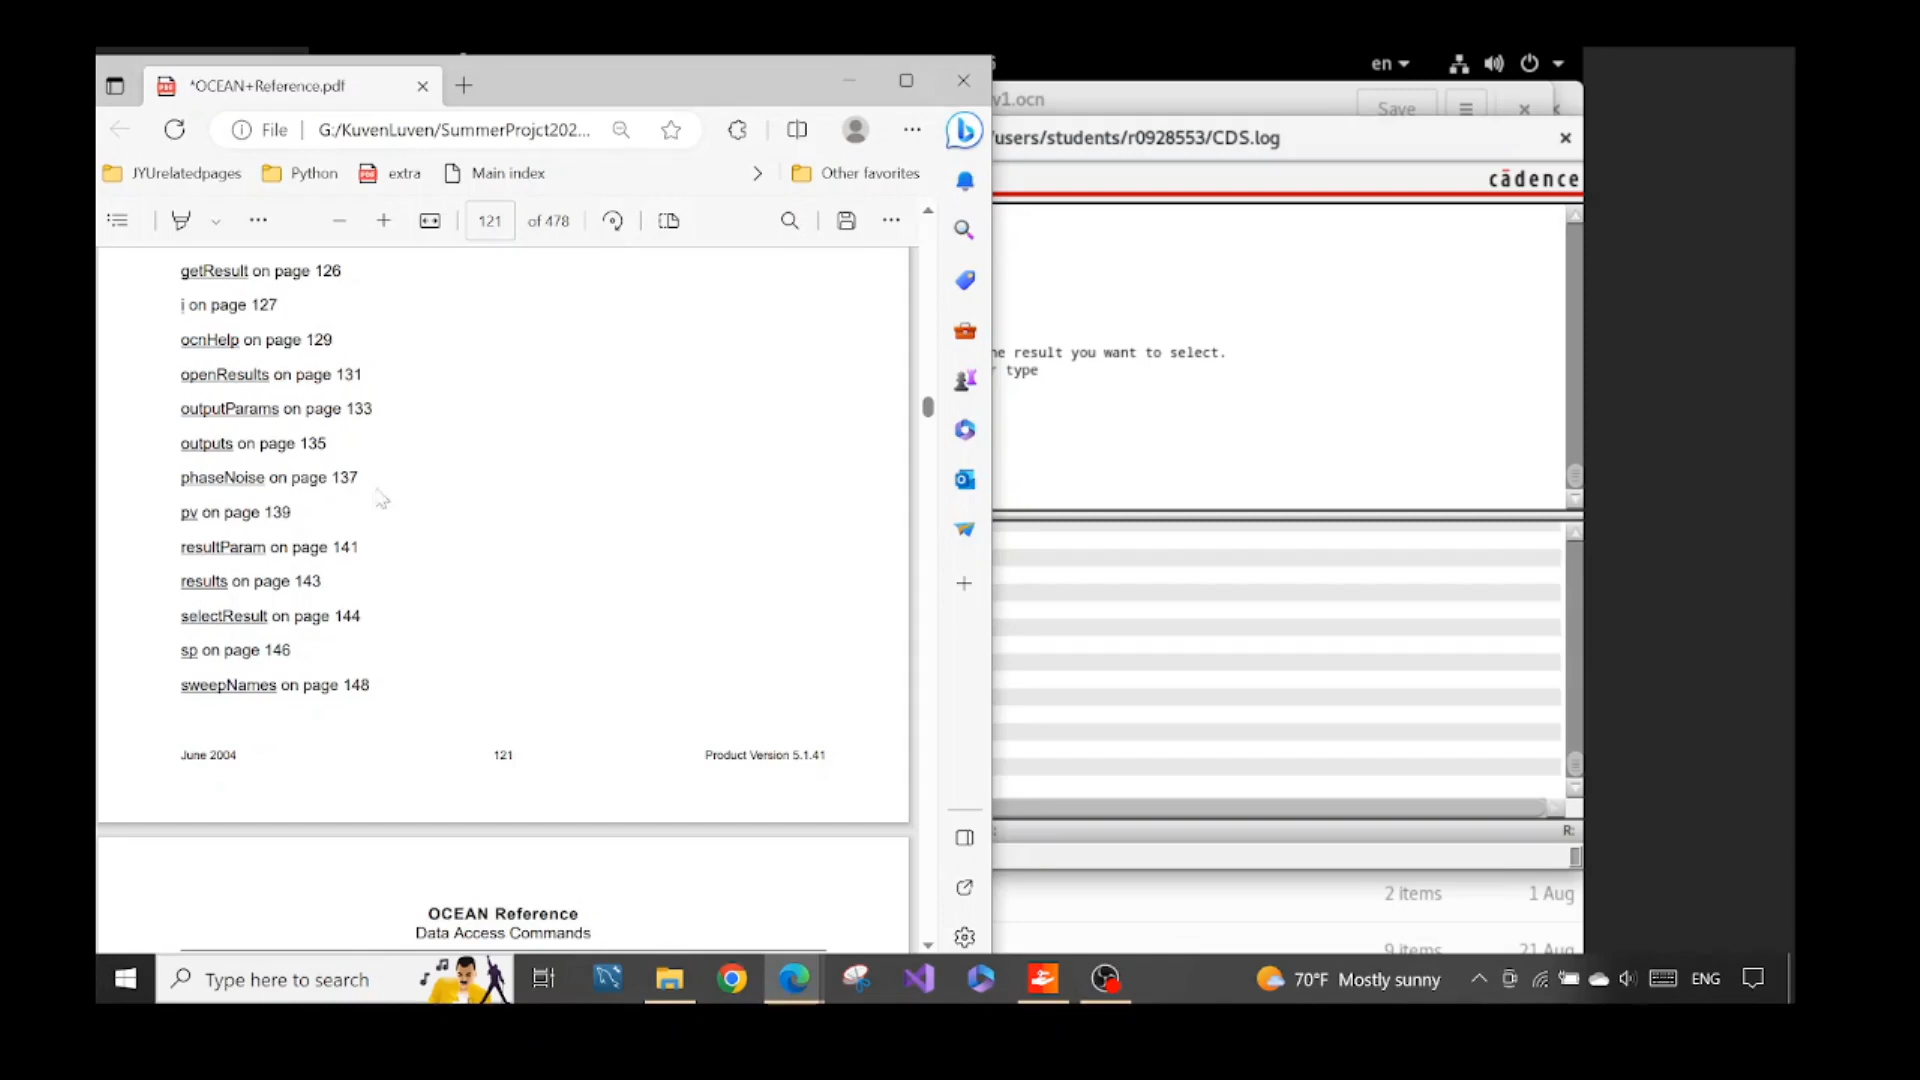 *OCEAN+Reference.pdf
File
G:/KuvenLuven/SummerProjct202...
JYUrelatedpages
Python
extra
Main index
Other favorites
121 of 478
getResult on page 126
i on page 127
ocnHelp on page 129
openResults on page 131
outputParams on page 133
outputs on page 135
phaseNoise on page 137
pv on page 139
resultParam on page 141
results on page 143
selectResult on page 144
sp on page 146
sweepNames on page 148
June 2004
121
Product Version 5.1.41
OCEAN Reference
Data Access Commands
en
v1.ocn
Save
/users/students/r0928553/CDS.log
cādence
result you want to select.
type
R:
2 items
1 Aug
9 items
21 Aug
Type here to search
70°F Mostly sunny
ENG